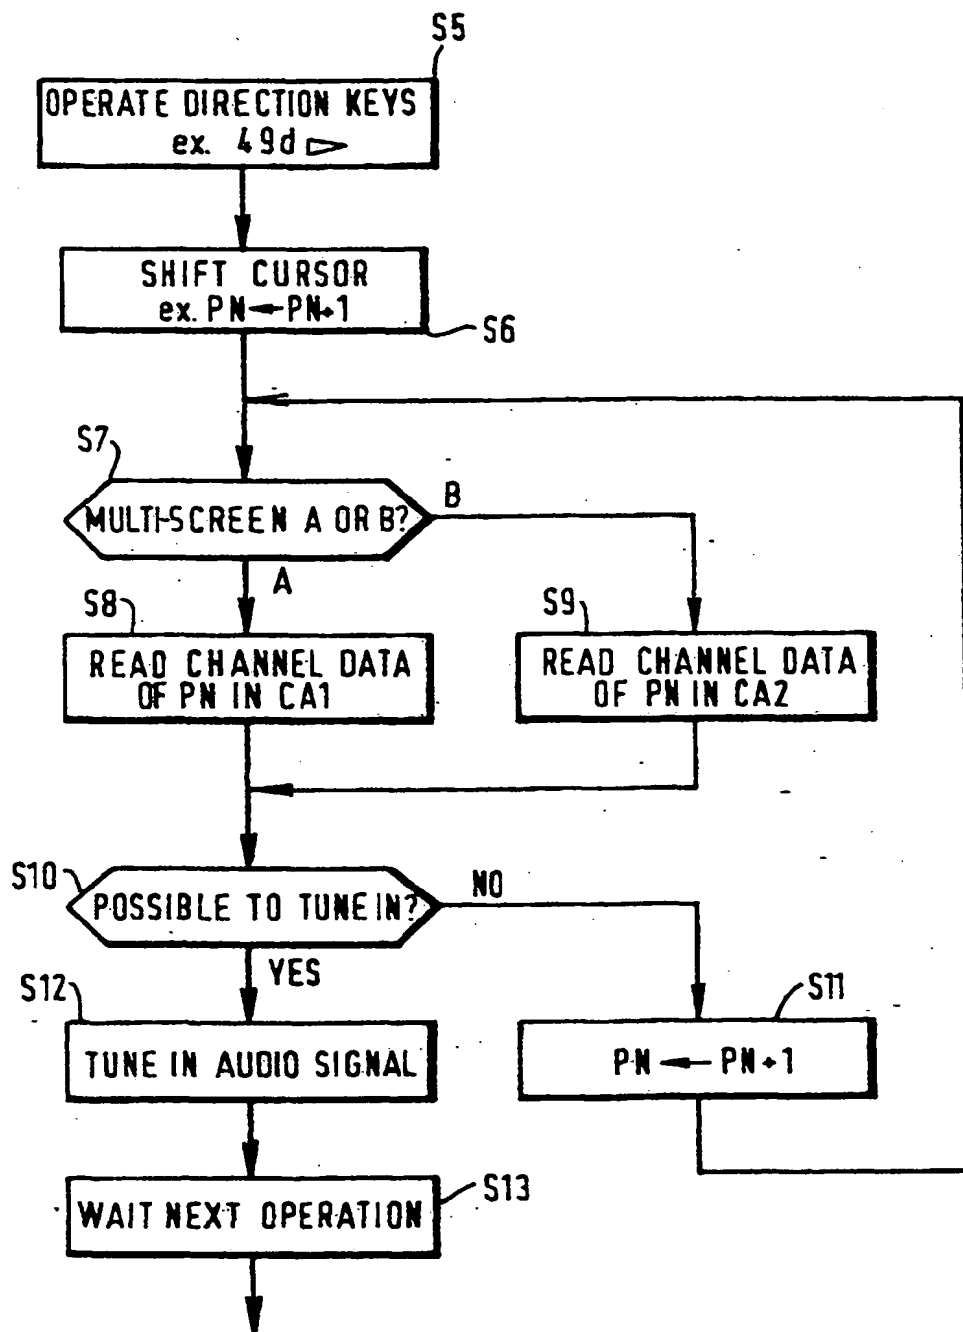 S5
OPERATE DIRECTION KEYS
ex. 49d ▷
SHIFT CURSOR
ex. PN ← PN+1
S6
S7
MULTI-SCREEN A OR B?
B
A
S8
READ CHANNEL DATA
OF PN IN CA1
S9
READ CHANNEL DATA
OF PN IN CA2
S10
POSSIBLE TO TUNE IN?
NO
YES
S12
TUNE IN AUDIO SIGNAL
S11
PN ← PN+1
WAIT NEXT OPERATION
S13